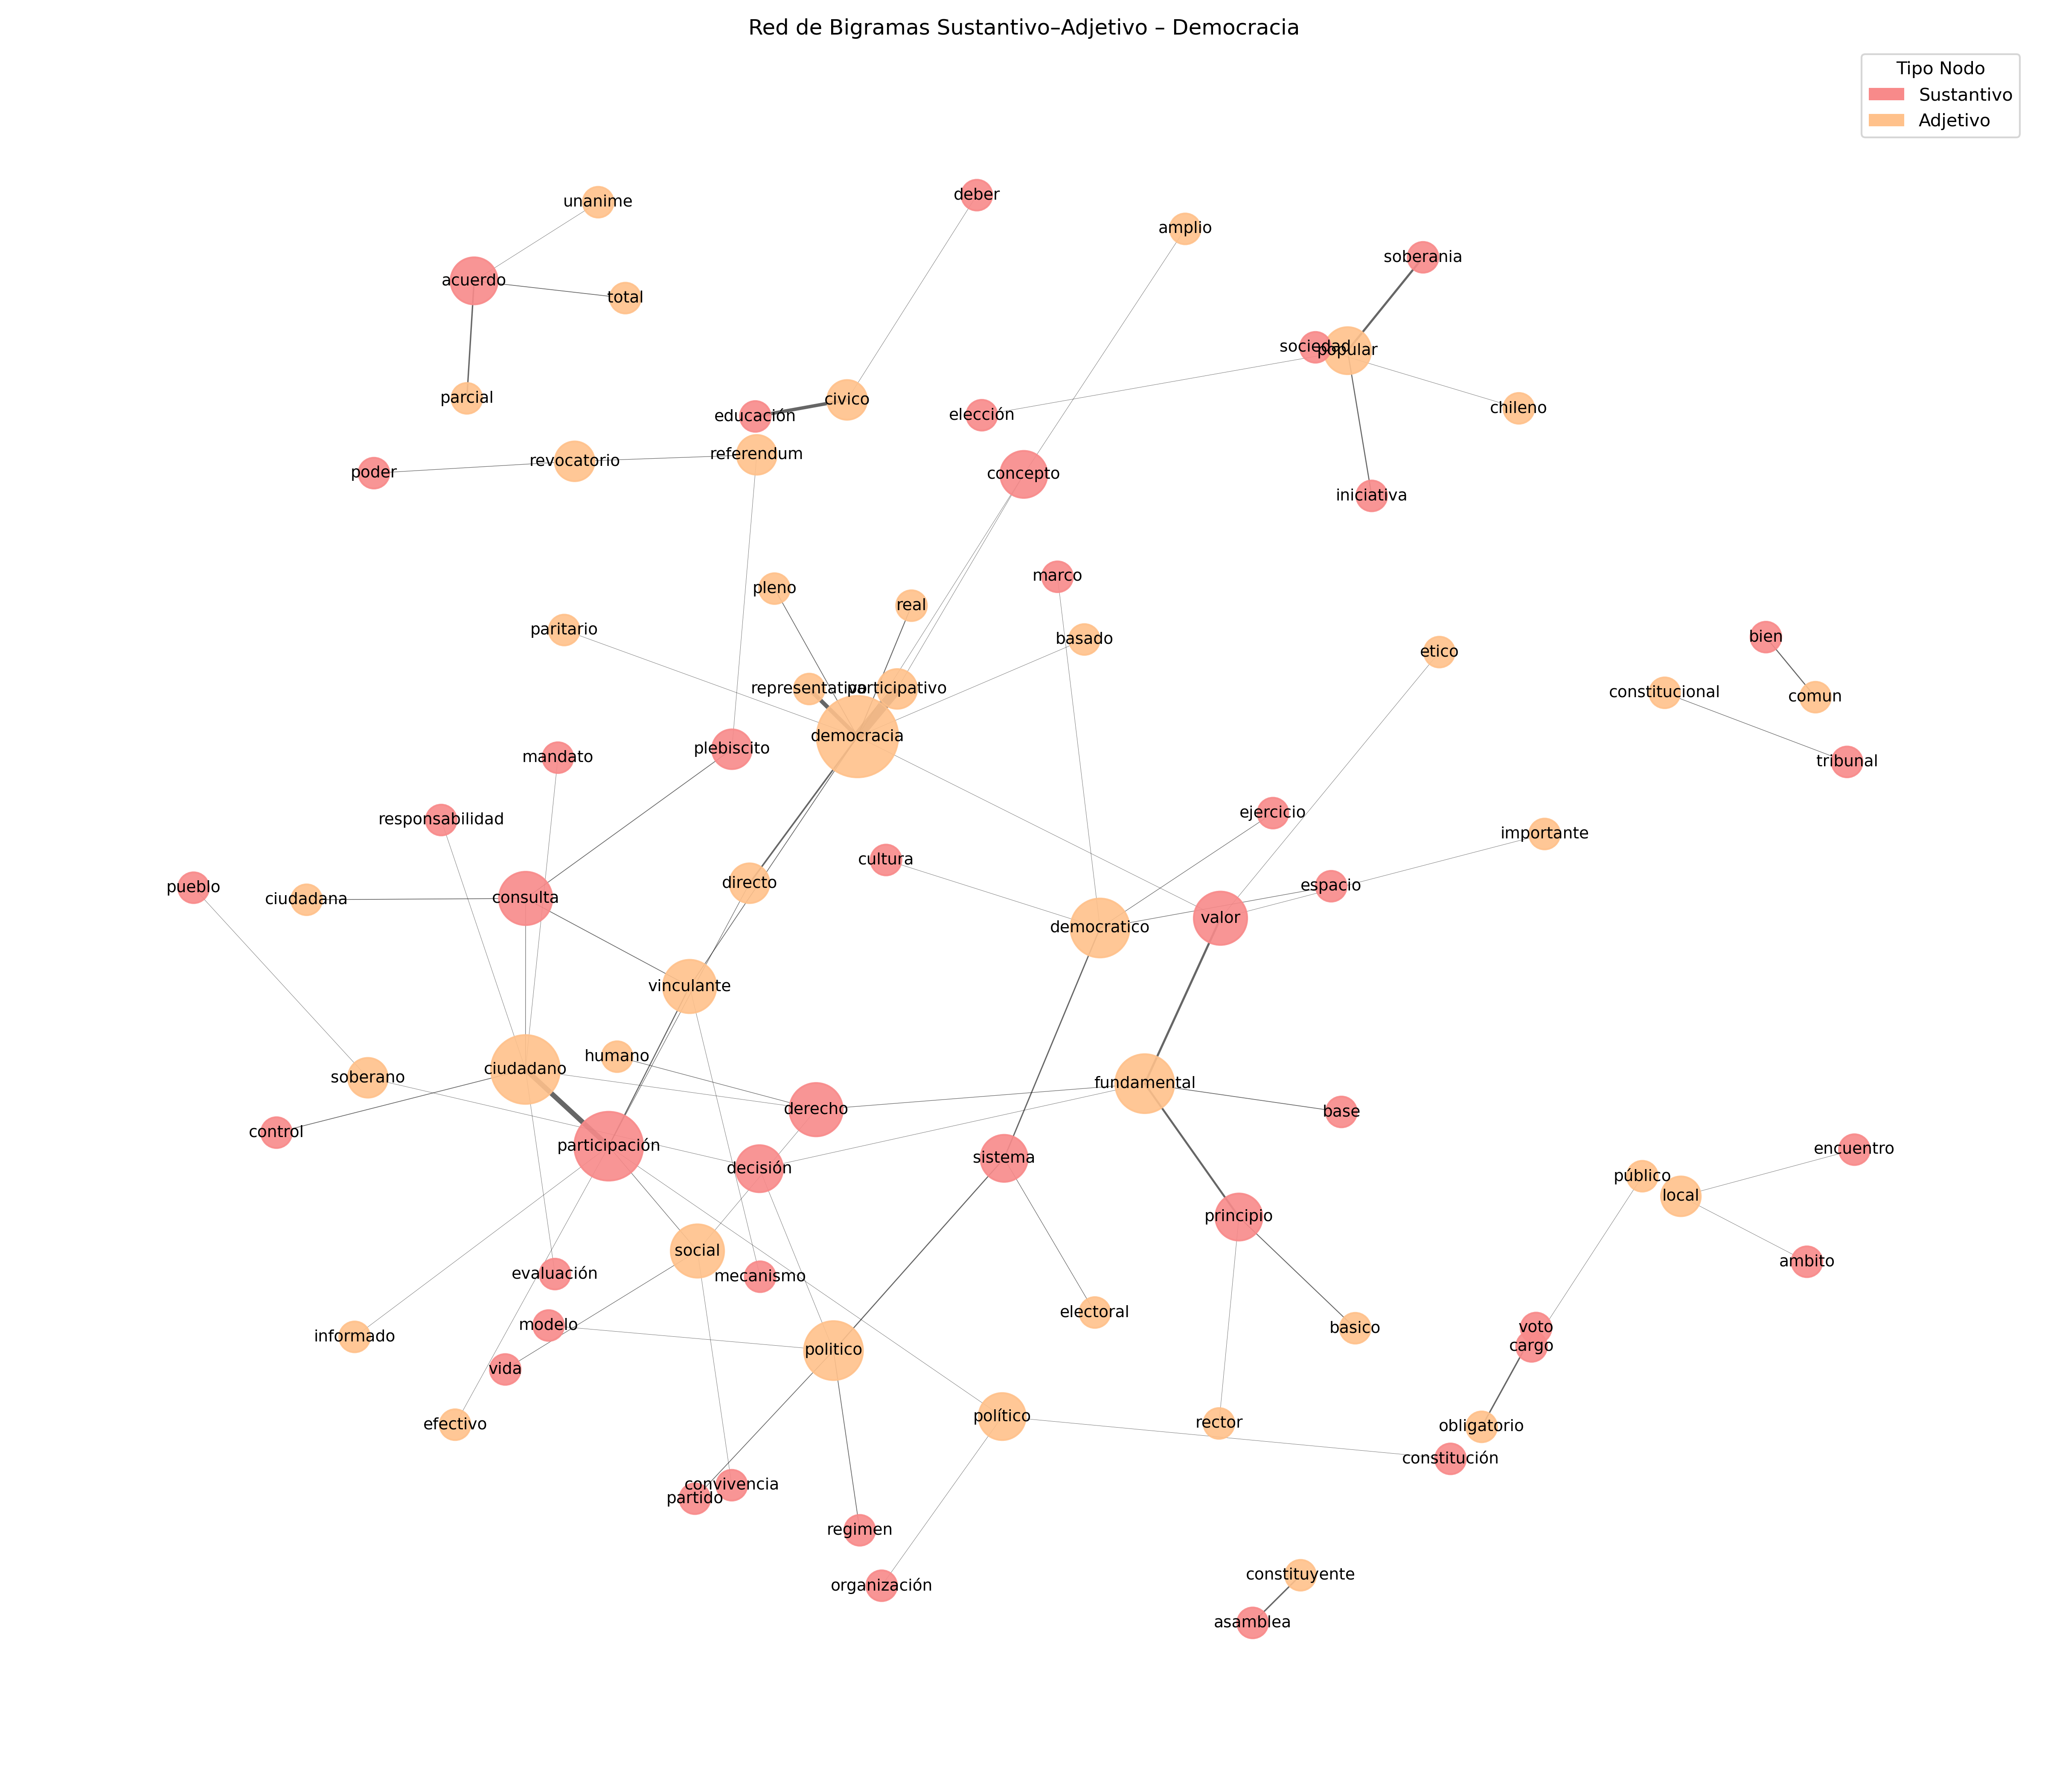 Red de Bigramas Sustantivo–Adjetivo – Democracia
Tipo Nodo
Sustantivo
Adjetivo
deber
unanime
amplio
soberania
acuerdo
total
sociedad
popular
parcial
civico
educación
elección
chileno
referendum
revocatorio
poder
concepto
iniciativa
marco
pleno
real
paritario
basado
bien
etico
representativo
participativo
constitucional
comun
democracia
plebiscito
mandato
tribunal
ejercicio
responsabilidad
importante
cultura
directo
espacio
pueblo
ciudadana
consulta
valor
democratico
vinculante
humano
ciudadano
soberano
fundamental
derecho
base
control
participación
encuentro
sistema
decisión
público
local
principio
social
ambito
evaluación
mecanismo
electoral
modelo
voto
basico
informado
cargo
politico
vida
político
efectivo
rector
obligatorio
constitución
convivencia
partido
regimen
constituyente
organización
asamblea